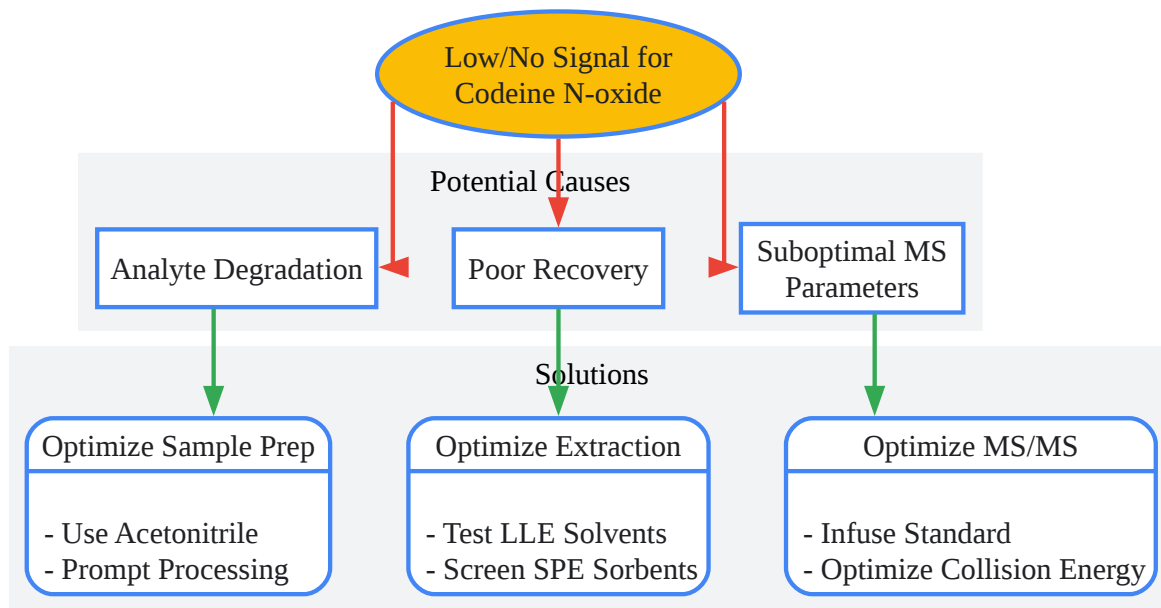 Low/No Signal for
Codeine N-oxide
Potential Causes
Analyte Degradation
Poor Recovery
Suboptimal MS
Parameters
Solutions
Optimize Sample Prep
- Use Acetonitrile
- Prompt Processing
Optimize Extraction
- Test LLE Solvents
- Screen SPE Sorbents
Optimize MS/MS
- Infuse Standard
- Optimize Collision Energy